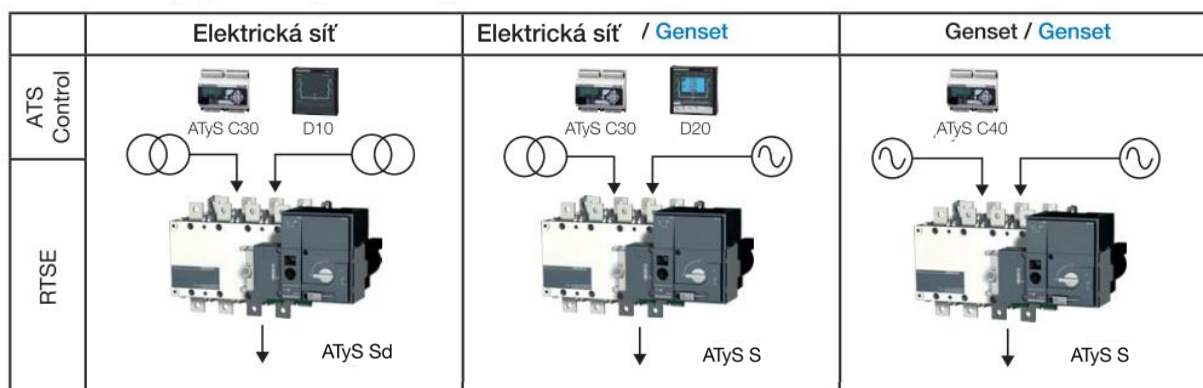 Elektrická síť
Elektrická síť / Genset
Genset / Genset
ATS
Control
ATyS C30
D10
ATyS C30
D20
ATyS C40
RTSE
ATyS Sd
ATyS S
ATyS S